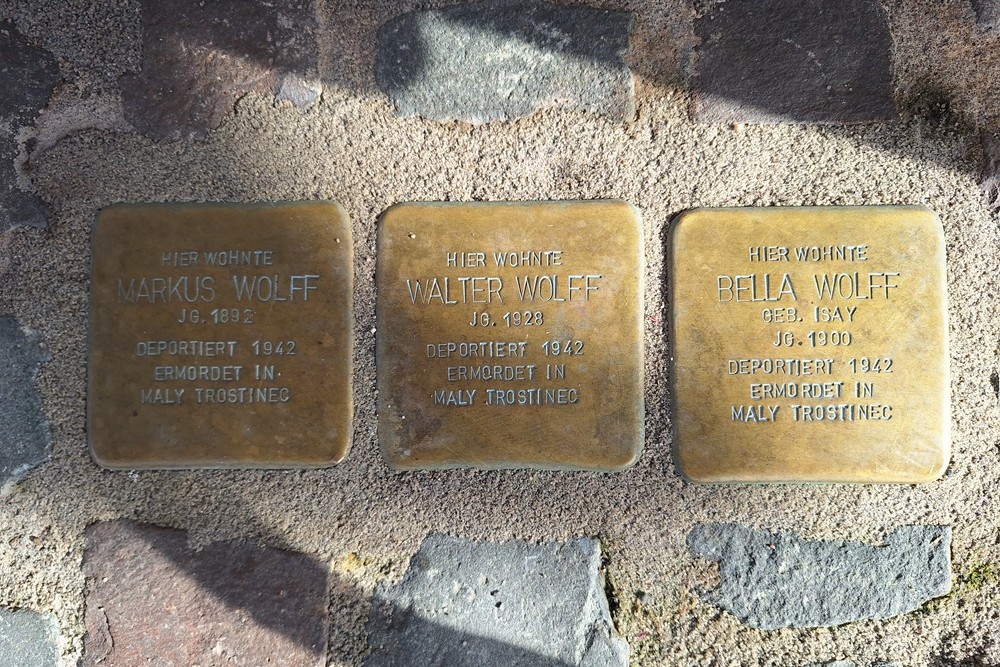 HIER WOHNTE
MARKUS WOLFF
JG. 1892
DEPORTIERT 1942
ERMORDET IN
MALY TROSTINEC
HIER WOHNTE
WALTER WOLFF
JG. 1928
DEPORTIERT 1942
ERMORDET IN
MALY TROSTINEC
HIER WOHNTE
BELLA WOLFF
GEB. ISAY
JG. 1900
DEPORTIERT 1942
ERMORDET IN
MALY TROSTINEC